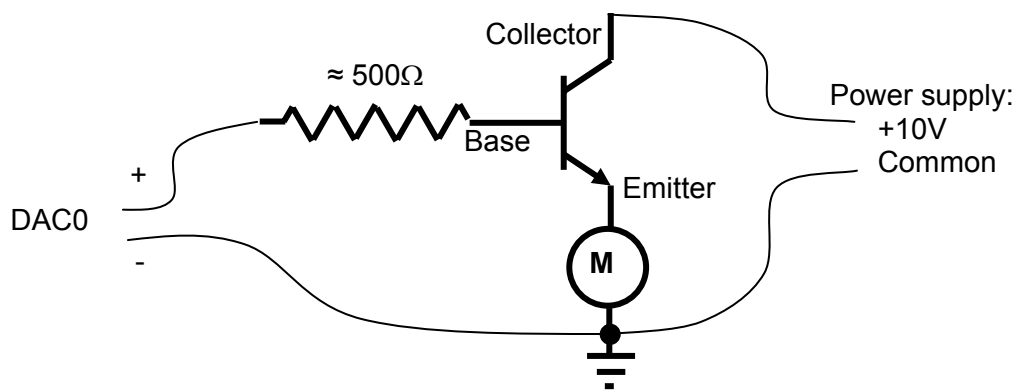 Collector
≈ 500Ω
Power supply:
+10V
Base
Common
+
Emitter
DAC0
-
M